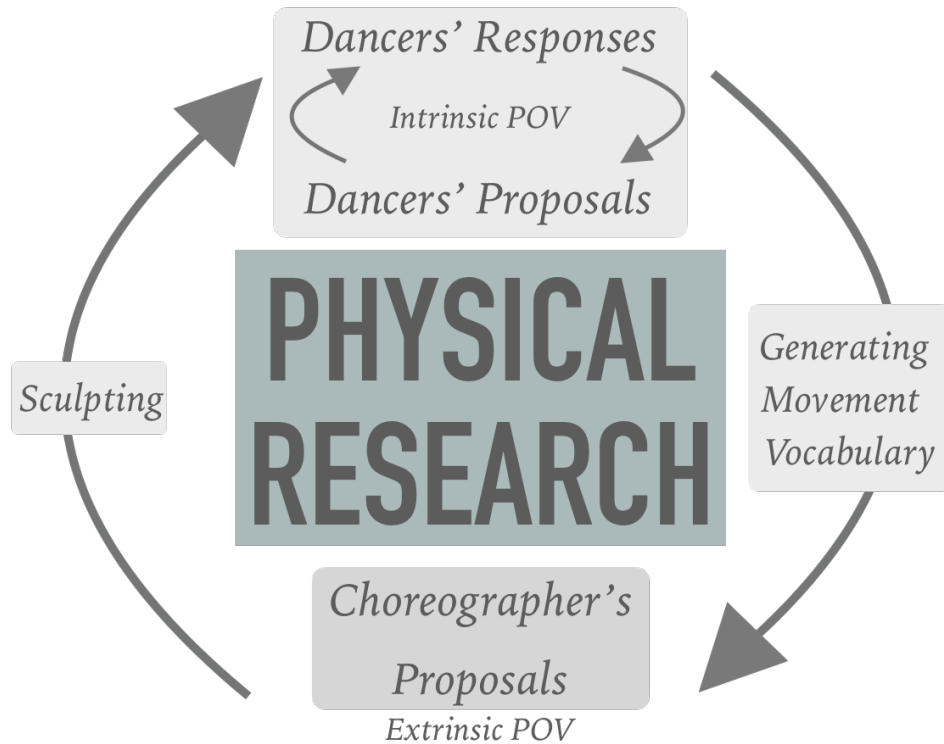 Dancers’ Responses
Intrinsic POV
Dancers’ Proposals
PHYSICAL
RESEARCH
Sculpting
Generating
Movement
Vocabulary
Choreographer’s
Proposals
Extrinsic POV